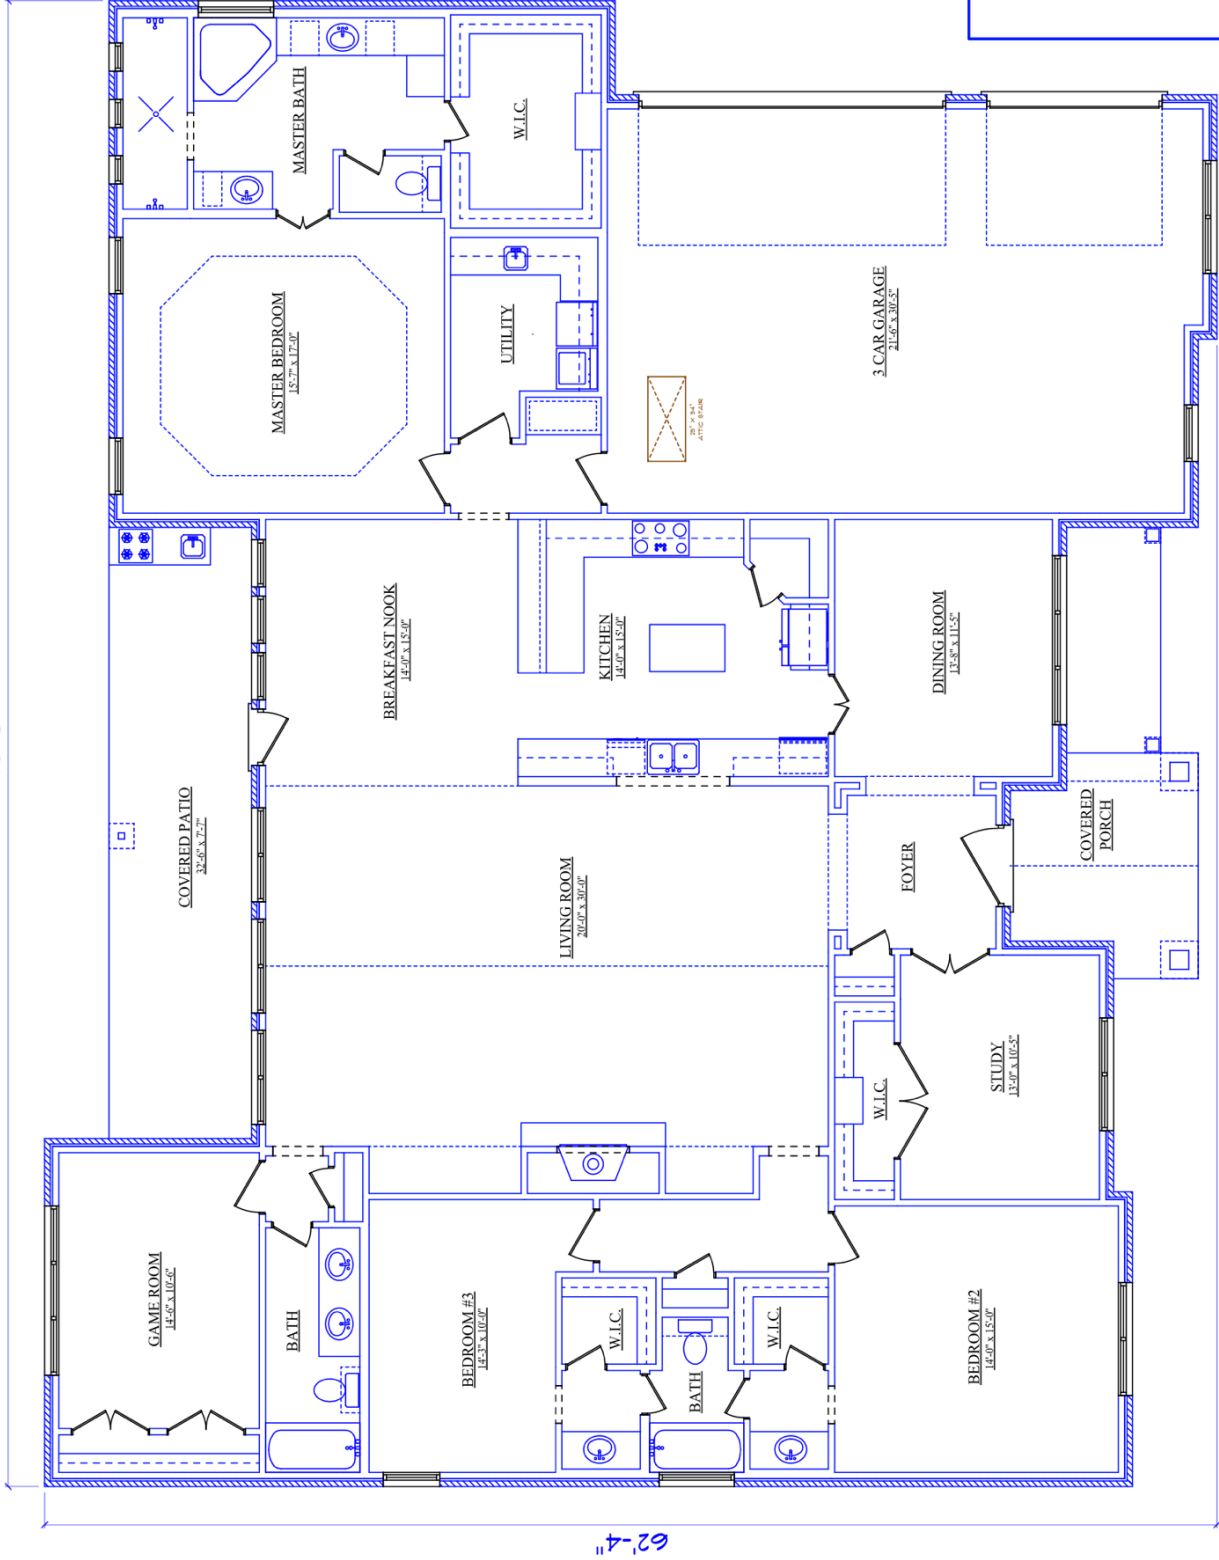 GAME ROOM
14'-6" x 10'-6"
COVERED PATIO
32'-6" x 7'-7"
MASTER BEDROOM
15'-7" x 17'-0"
MASTER BATH
BATH
BREAKFAST NOOK
14'-0" x 15'-0"
BEDROOM #3
14'-3" x 10'-0"
LIVING ROOM
20'-0" x 30'-0"
UTILITY
W.I.C.
W.I.C.
KITCHEN
14'-0" x 15'-0"
25" X 54"
ATTIC STAIR
BATH
W.I.C.
W.I.C.
FOYER
DINING ROOM
13'-8" x 11'-5"
3 CAR GARAGE
21'-6" x 30'-5"
BEDROOM #2
14'-0" x 15'-0"
STUDY
13'-0" x 10'-5"
COVERED
PORCH
62'-4"